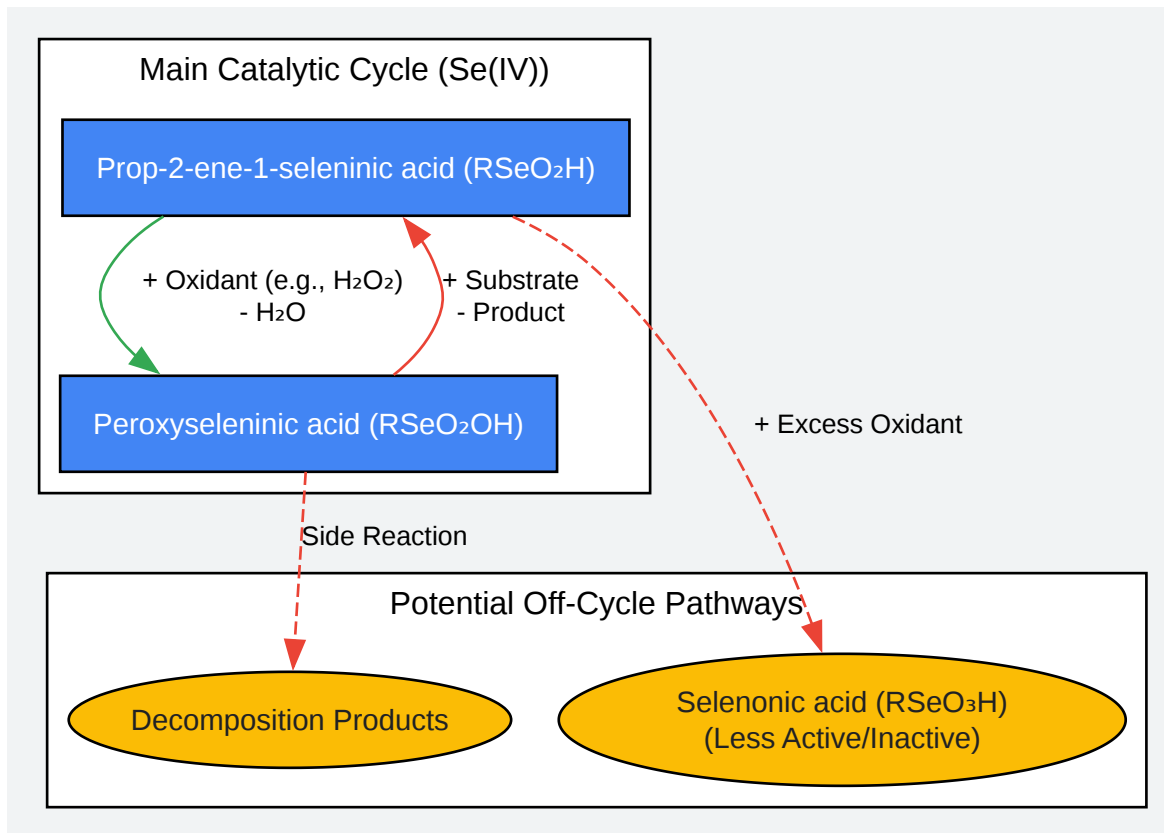 Main Catalytic Cycle (Se(IV))
Prop-2-ene-1-seleninic acid (RSeO₂H)
+ Oxidant (e.g., H₂O₂)
- H₂O
+ Substrate
- Product
Peroxyseleninic acid (RSeO₂OH)
+ Excess Oxidant
Side Reaction
Potential Off-Cycle Pathways
Decomposition Products
Selenonic acid (RSeO₃H)
(Less Active/Inactive)